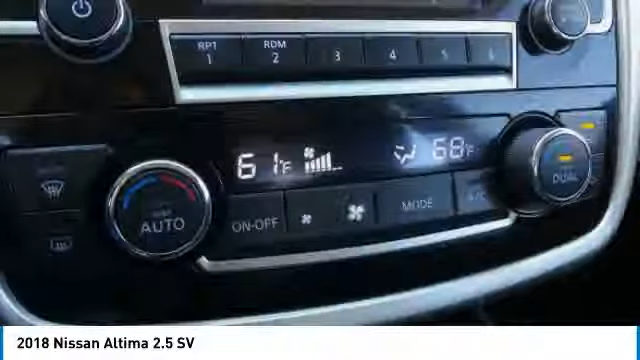 RPT RDM
1 2 3 4 5 6
61°F 68°F
AUTO ON-OFF MODE A/C DUAL
2018 Nissan Altima 2.5 SV